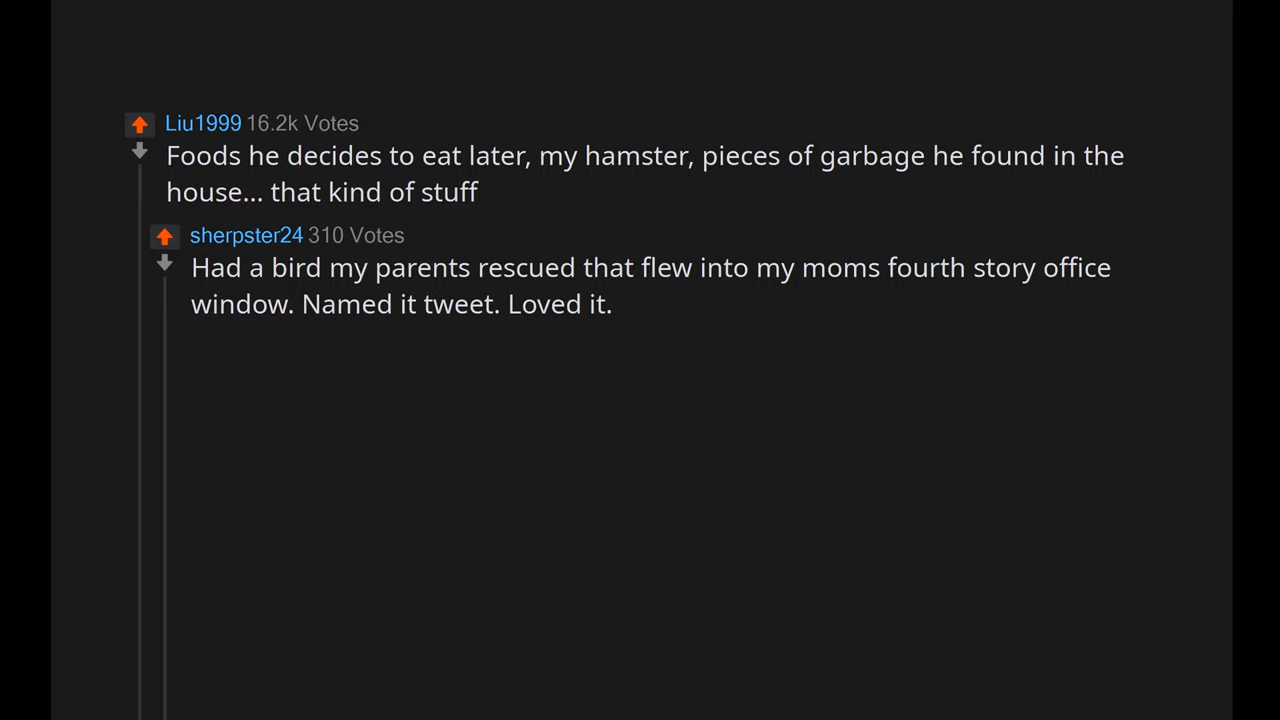 Liu1999 16.2k Votes
Foods he decides to eat later, my hamster, pieces of garbage he found in the
house... that kind of stuff
sherpster24 310 Votes
Had a bird my parents rescued that flew into my moms fourth story office
window. Named it tweet. Loved it.